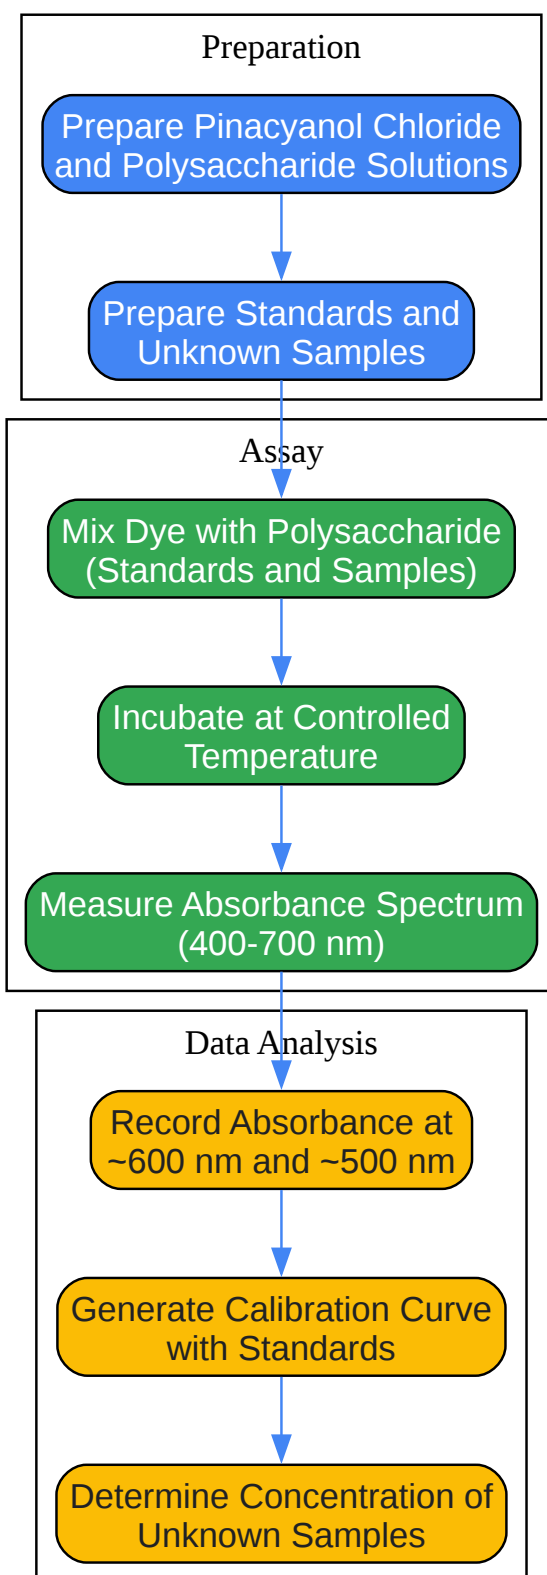 Preparation
Prepare Pinacyanol Chloride
and Polysaccharide Solutions
Prepare Standards and
Unknown Samples
Assay
Mix Dye with Polysaccharide
(Standards and Samples)
Incubate at Controlled
Temperature
Measure Absorbance Spectrum
(400-700 nm)
Data Analysis
Record Absorbance at
~600 nm and ~500 nm
Generate Calibration Curve
with Standards
Determine Concentration of
Unknown Samples